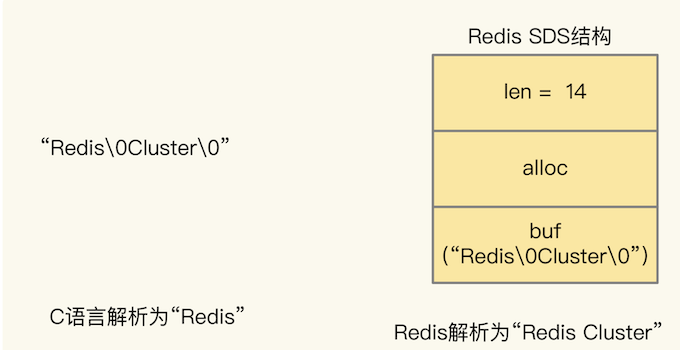 Redis SDS结构
len = 14
“Redis\0Cluster\0”
alloc
buf
(“Redis\0Cluster\0”)
C语言解析为“Redis”
Redis解析为“Redis Cluster”